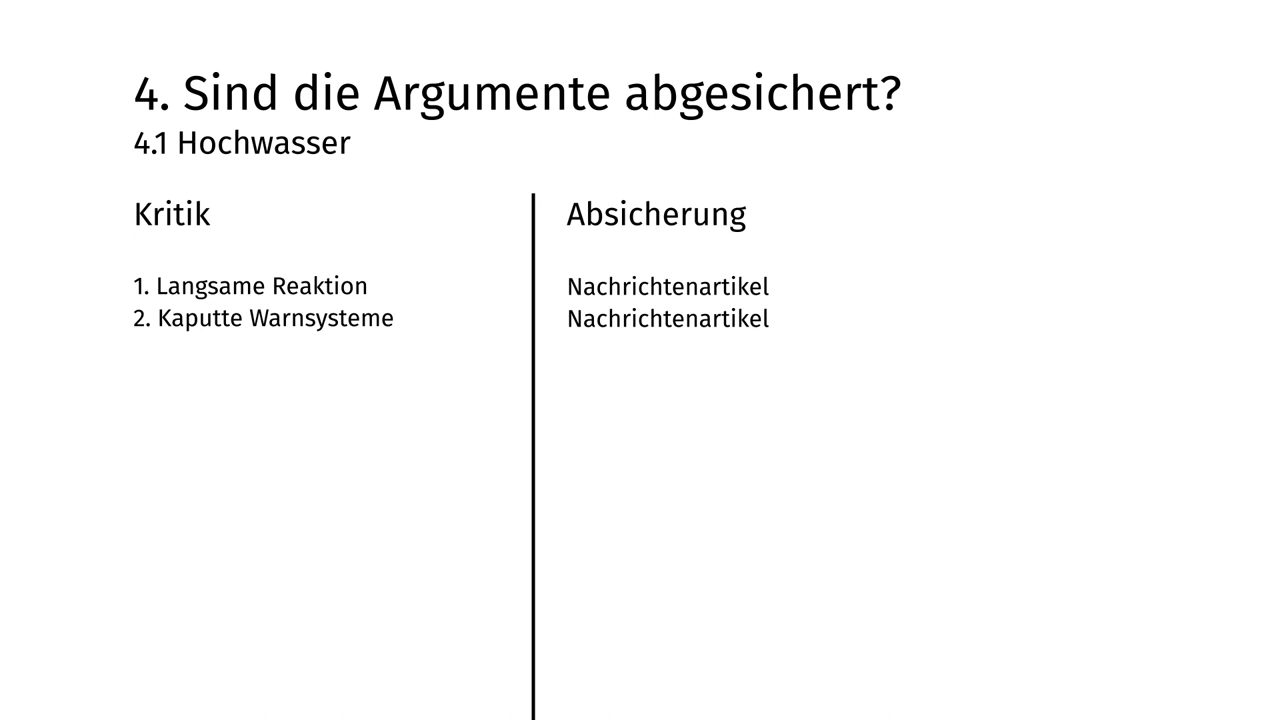 4. Sind die Argumente abgesichert?
4.1 Hochwasser
Kritik
1. Langsame Reaktion
2. Kaputte Warnsysteme
Absicherung
Nachrichtenartikel
Nachrichtenartikel